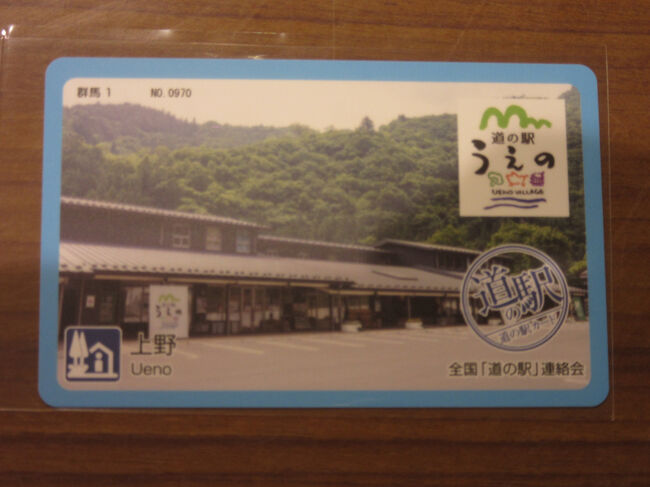 群馬 1 NO. 0970
道の駅
うえの
UENO VILLAGE
道の駅
道の駅カード
上野
Ueno
全国「道の駅」連絡会